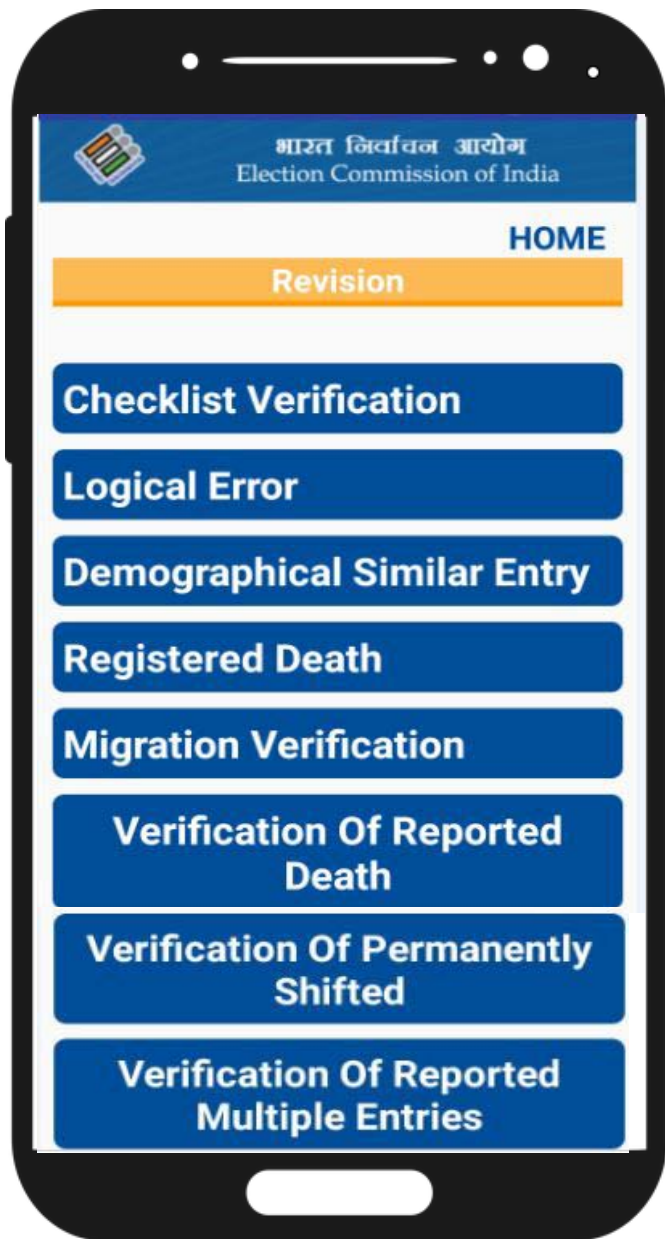 भारत निर्वाचन आयोग
Election Commission of India
HOME
Revision
Checklist Verification
Logical Error
Demographical Similar Entry
Registered Death
Migration Verification
Verification Of Reported
Death
Verification Of Permanently
Shifted
Verification Of Reported
Multiple Entries